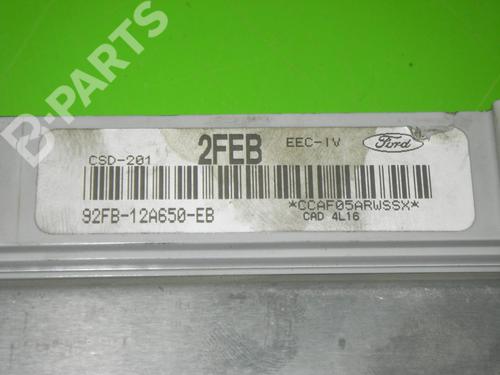 B-PARTS
CSD-201
2FEB
EEC-IV
Ford
92FB-12A650-EB
*CCAF05ARWSSX*
CAD 4L16